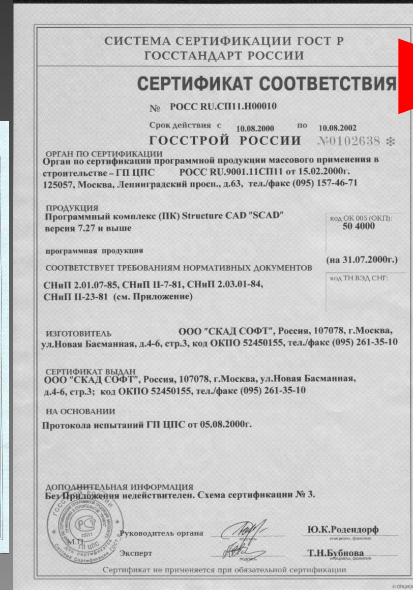 СИСТЕМА СЕРТИФИКАЦИИ ГОСТ Р
ГОССТАНДАРТ РОССИИ
СЕРТИФИКАТ СООТВЕТСТВИЯ
№ РОСС RU.СП11.Н00010
Срок действия с 10.08.2000 по 10.08.2002
ГОССТРОЙ РОССИИ №0102638 ✻
ОРГАН ПО СЕРТИФИКАЦИИ
Орган по сертификации программной продукции массового применения в
строительстве – ГП ЦПС РОСС RU.9001.11СП11 от 15.02.2000г.
125057, Москва, Ленинградский просп., д.63, тел./факс (095) 157-46-71
ПРОДУКЦИЯ
Программный комплекс (ПК) Structure CAD "SCAD"
версия 7.27 и выше
код ОК 005 (ОКП):
50 4000
программная продукция
(на 31.07.2000г.)
СООТВЕТСТВУЕТ ТРЕБОВАНИЯМ НОРМАТИВНЫХ ДОКУМЕНТОВ
код ТН ВЭД СНГ:
СНиП 2.01.07-85, СНиП II-7-81, СНиП 2.03.01-84,
СНиП II-23-81 (см. Приложение)
ИЗГОТОВИТЕЛЬ ООО "СКАД СОФТ", Россия, 107078, г.Москва,
ул.Новая Басманная, д.4-6, стр.3, код ОКПО 52450155, тел./факс (095) 261-35-10
СЕРТИФИКАТ ВЫДАН
ООО "СКАД СОФТ", Россия, 107078, г.Москва, ул.Новая Басманная,
д.4-6, стр.3; код ОКПО 52450155, тел./факс (095) 261-35-10
НА ОСНОВАНИИ
Протокола испытаний ГП ЦПС от 05.08.2000г.
ДОПОЛНИТЕЛЬНАЯ ИНФОРМАЦИЯ
Без Приложения недействителен. Схема сертификации № 3.
М.П.
Руководитель органа Ю.К.Родендорф
Эксперт Т.Н.Бубнова
Сертификат не применяется при обязательной сертификации